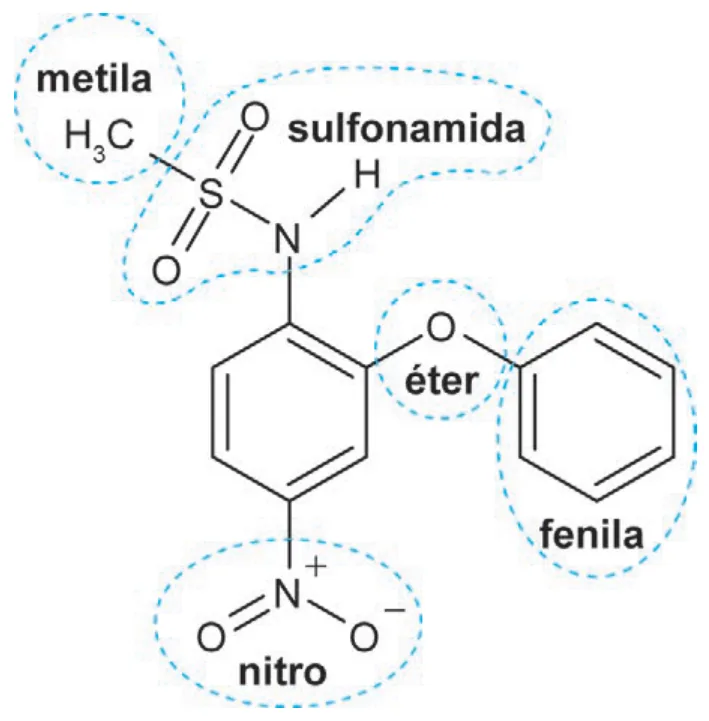 metila
H₃C
O
sulfonamida
H
S
N
O
O
éter
fenila
N +
O
O −
nitro